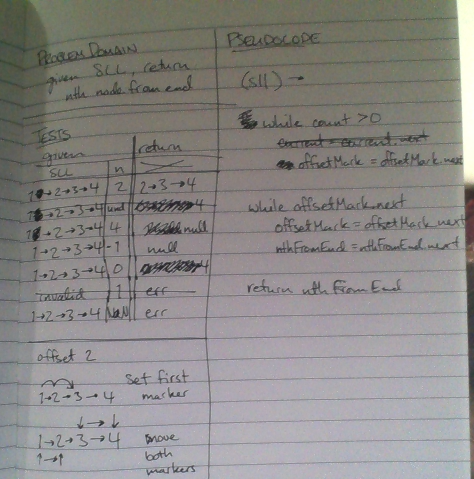 PROBLEM DOMAIN
given SLL, return
nth node from end
TESTS
given return
SLL n
1→2→3→4 2 2→3→4
1→2→3→4 und 4
1→2→3→4 4 null
1→2→3→4 -1 null
1→2→3→4 0 4
invalid 1 err
1→2→3→4 NaN err
offset 2
1→2→3→4 set first
marker
↓→↓
1→2→3→4 move
↑→↑ both
markers
PSEUDOCODE
(sll) →
while count >0
current = current.next
offsetMark = offsetMark.next
while offsetMark.next
offsetMark = offsetMark.next
nthFromEnd = nthFromEnd.next
return nthFromEnd